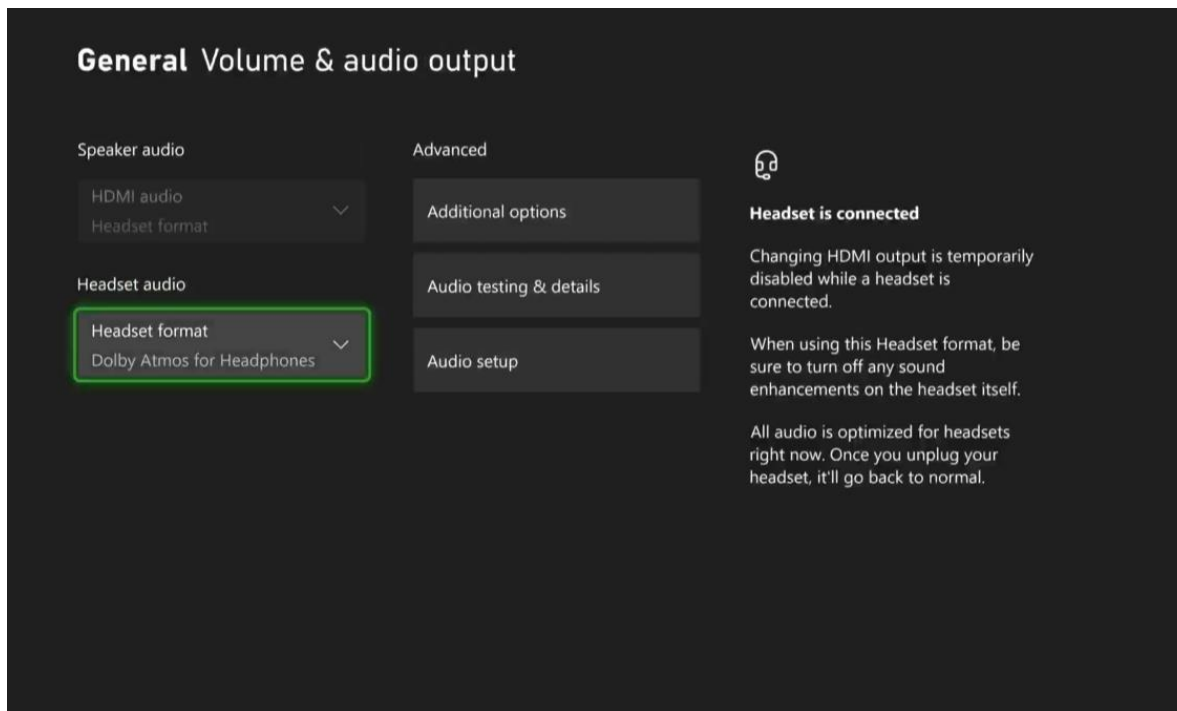 General Volume & audio output
Speaker audio
HDMI audio
Headset format
Headset audio
Headset format
Dolby Atmos for Headphones
Advanced
Additional options
Audio testing & details
Audio setup
Headset is connected
Changing HDMI output is temporarily
disabled while a headset is
connected.
When using this Headset format, be
sure to turn off any sound
enhancements on the headset itself.
All audio is optimized for headsets
right now. Once you unplug your
headset, it'll go back to normal.